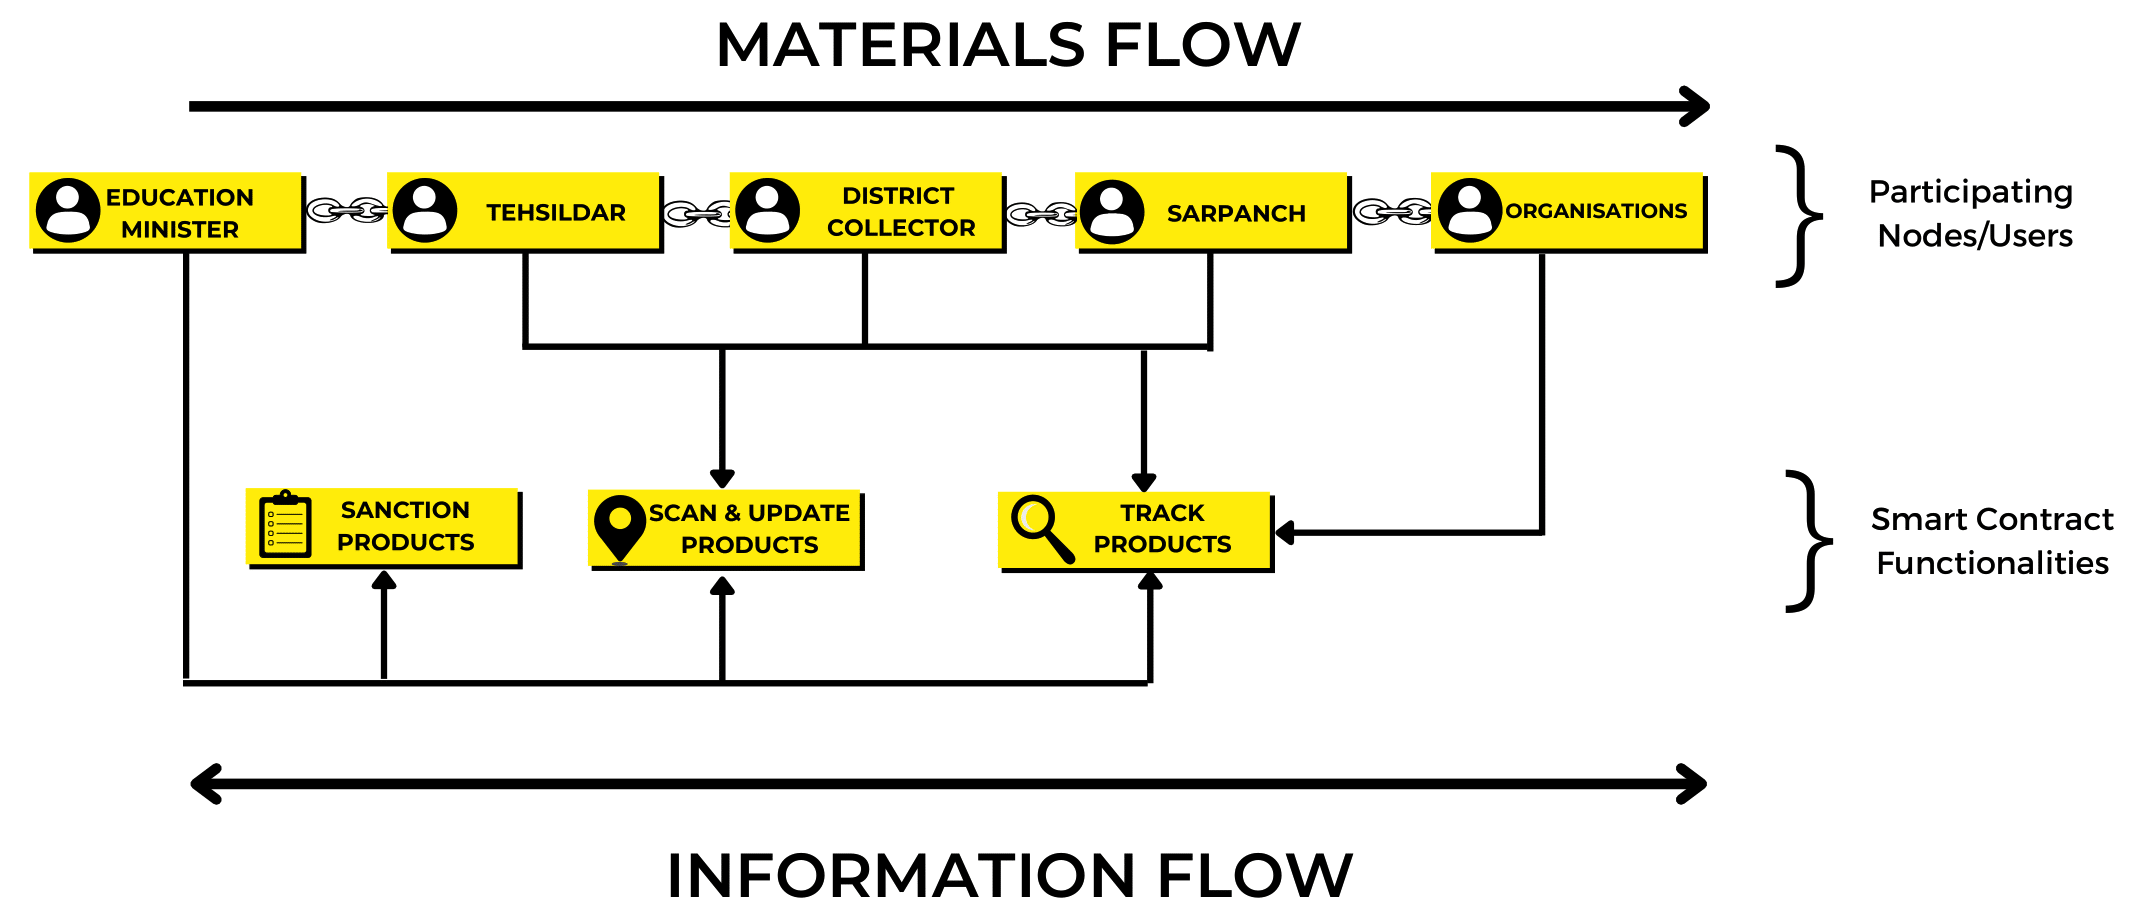 MATERIALS FLOW
EDUCATION
MINISTER
TEHSILDAR
DISTRICT
COLLECTOR
SARPANCH
ORGANISATIONS
Participating
Nodes/Users
SANCTION
PRODUCTS
SCAN & UPDATE
PRODUCTS
TRACK
PRODUCTS
Smart Contract
Functionalities
INFORMATION FLOW